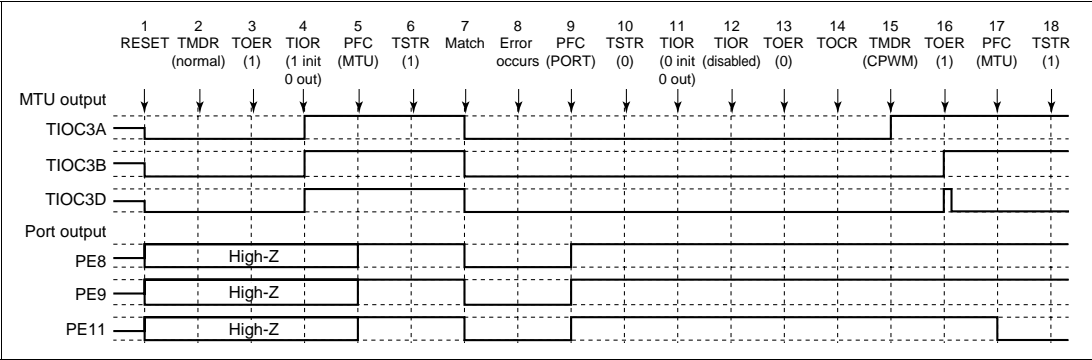 1 2 3 4 5 6 7 8 9 10 11 12 13 14 15 16 17 18
RESET TMDR TOER TIOR PFC TSTR Match Error PFC TSTR TIOR TIOR TOER TOCR TMDR TOER PFC TSTR
(normal) (1) (1 init (MTU) (1) occurs (PORT) (0) (0 init (disabled) (0) (CPWM) (1) (MTU) (1)
0 out) 0 out)
MTU output
TIOC3A
TIOC3B
TIOC3D
Port output
PE8 High-Z
PE9 High-Z
PE11 High-Z